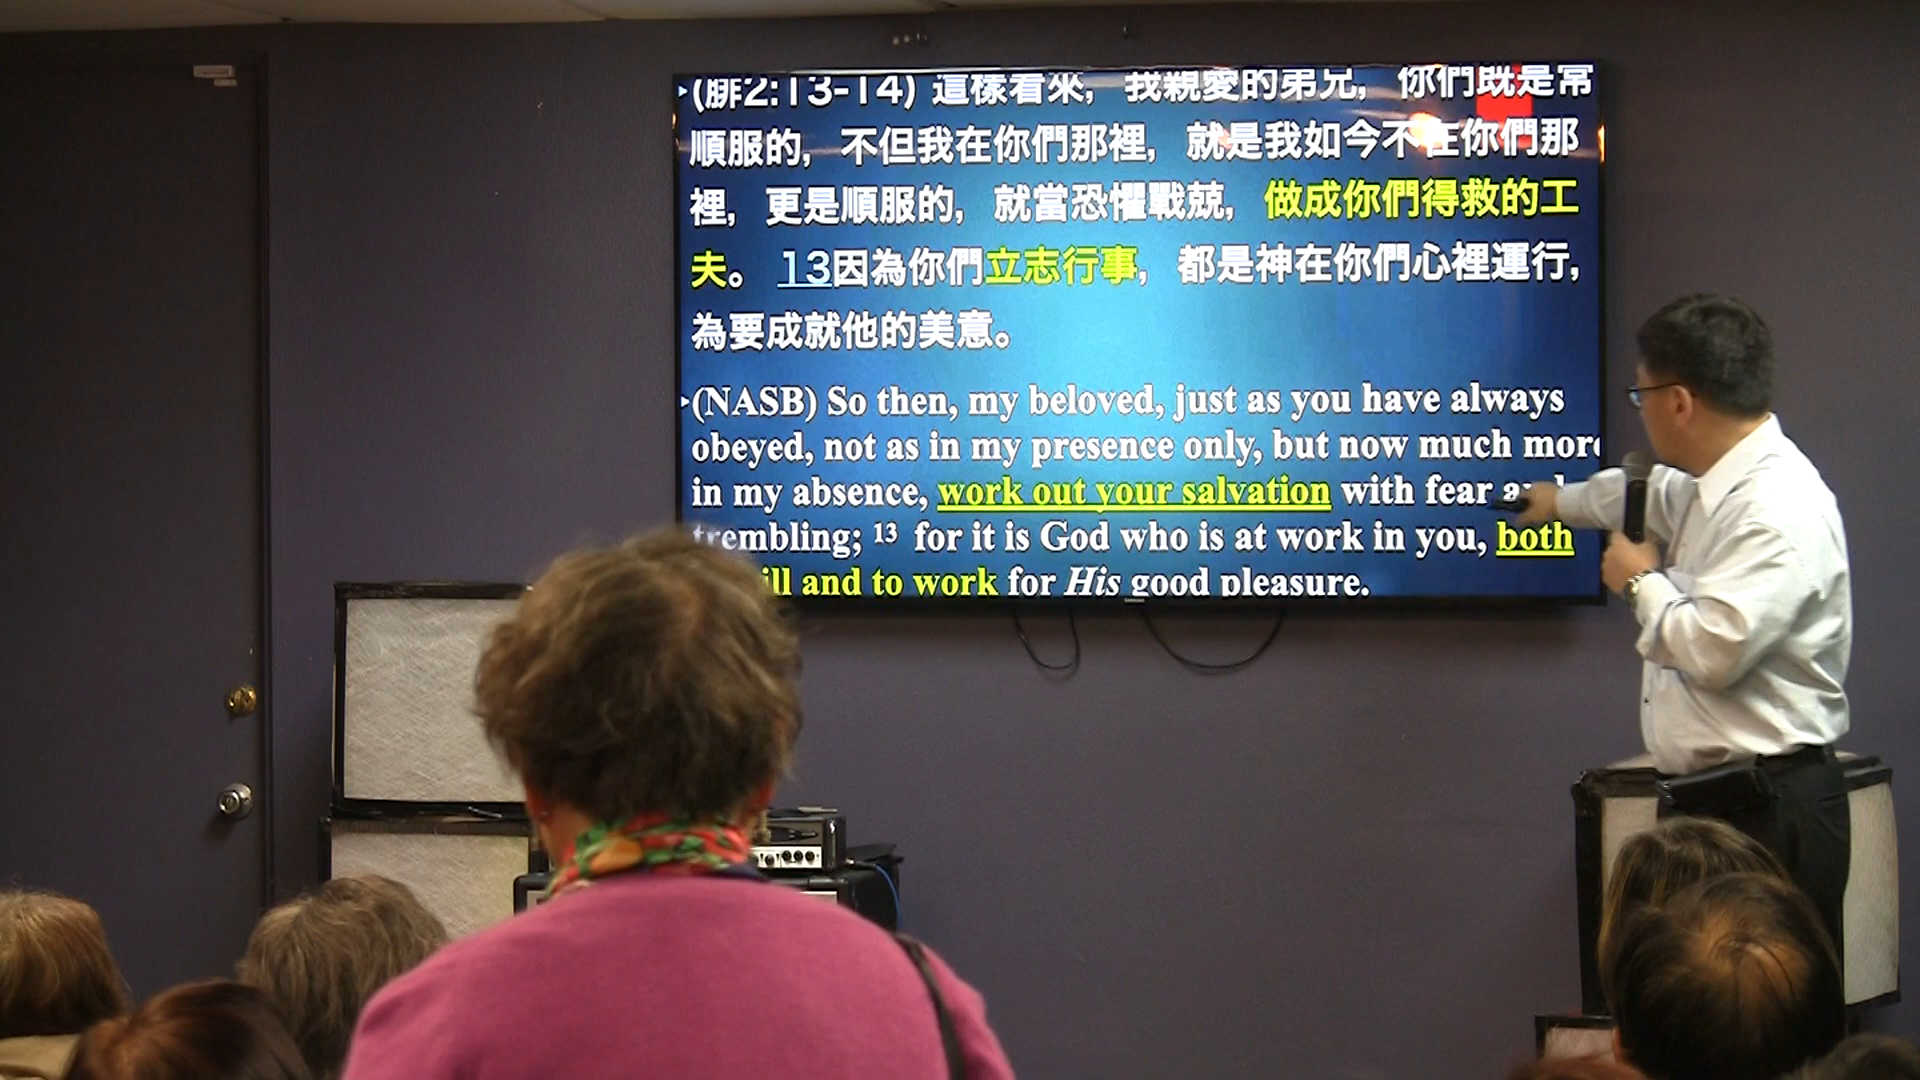 (腓2:13-14) 這樣看來, 我親愛的弟兄, 你們既是常
順服的, 不但我在你們那裡, 就是我如今不在你們那
裡, 更是順服的, 就當恐懼戰兢, 做成你們得救的工
夫。 13因為你們立志行事, 都是神在你們心裡運行,
為要成就他的美意。
(NASB) So then, my beloved, just as you have always
obeyed, not as in my presence only, but now much more
in my absence, work out your salvation with fear
trembling; 13 for it is God who is at work in you, both
and to work for His good pleasure.